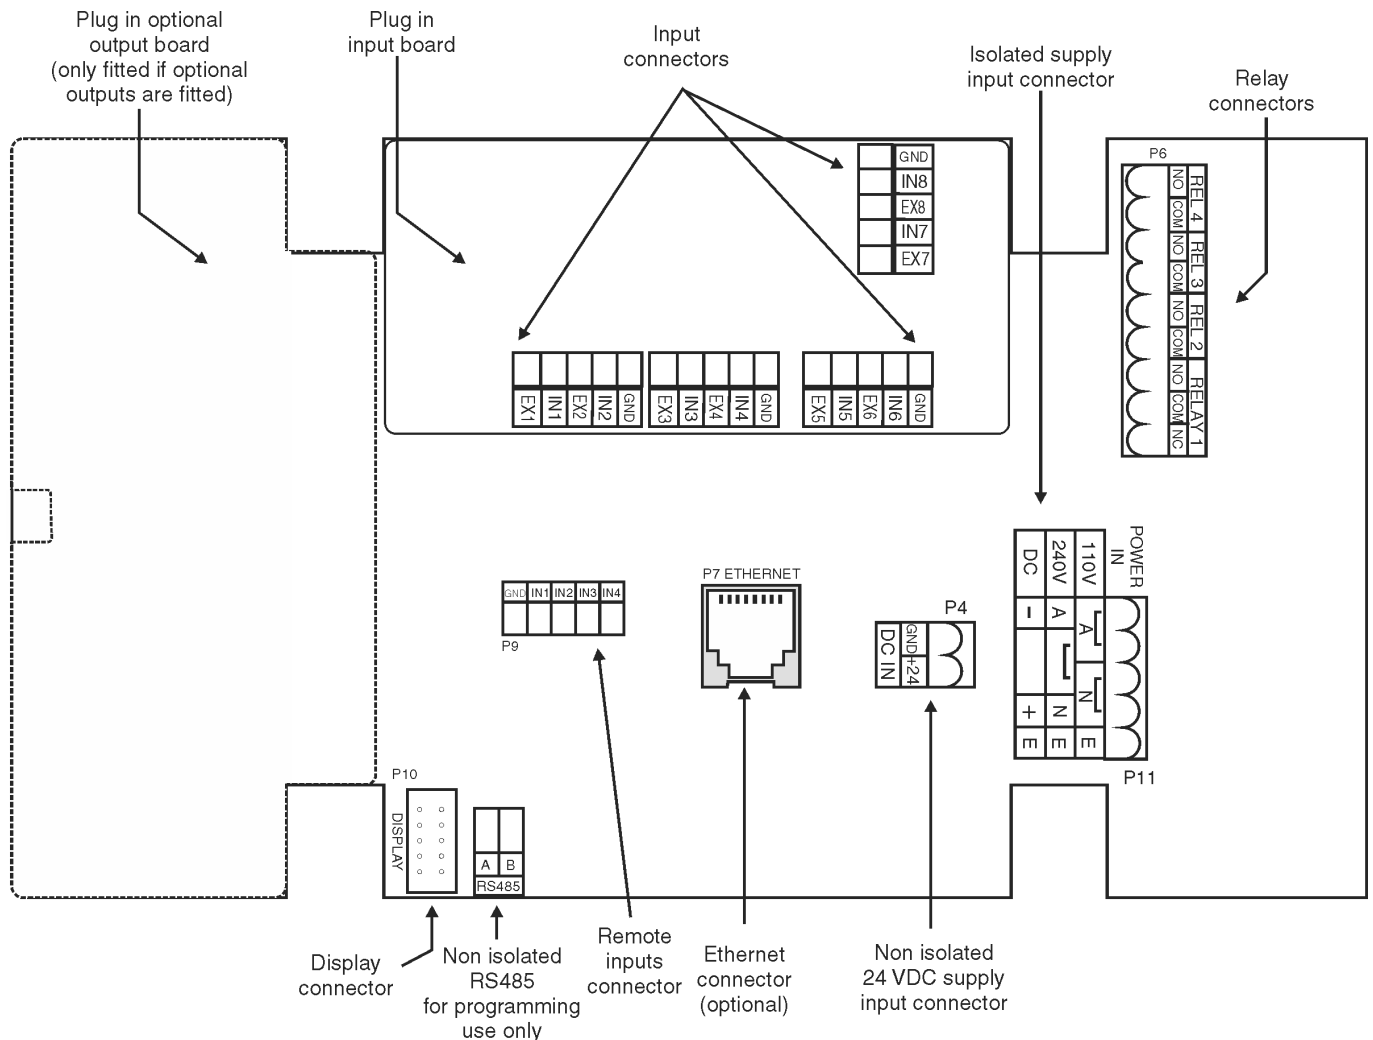 Plug in optional
output board
(only fitted if optional
outputs are fitted)
Plug in
input board
Input
connectors
Isolated supply
input connector
Relay
connectors
GND
IN8
EX8
IN7
EX7
P6
NO
COM
NO
COM
NO
COM
NO
COM
NC
REL 4
REL 3
REL 2
RELAY 1
EX1
IN1
EX2
IN2
GND
EX3
IN3
EX4
IN4
GND
EX5
IN5
EX6
IN6
GND
POWER
IN
110V
240V
DC
A
N
E
A
N
E
-
+
E
P11
GND
IN1
IN2
IN3
IN4
P9
P7 ETHERNET
P4
GND
+24
DC IN
P10
DISPLAY
A
B
RS485
Display
connector
Non isolated
RS485
for programming
use only
Remote
inputs
connector
Ethernet
connector
(optional)
Non isolated
24 VDC supply
input connector